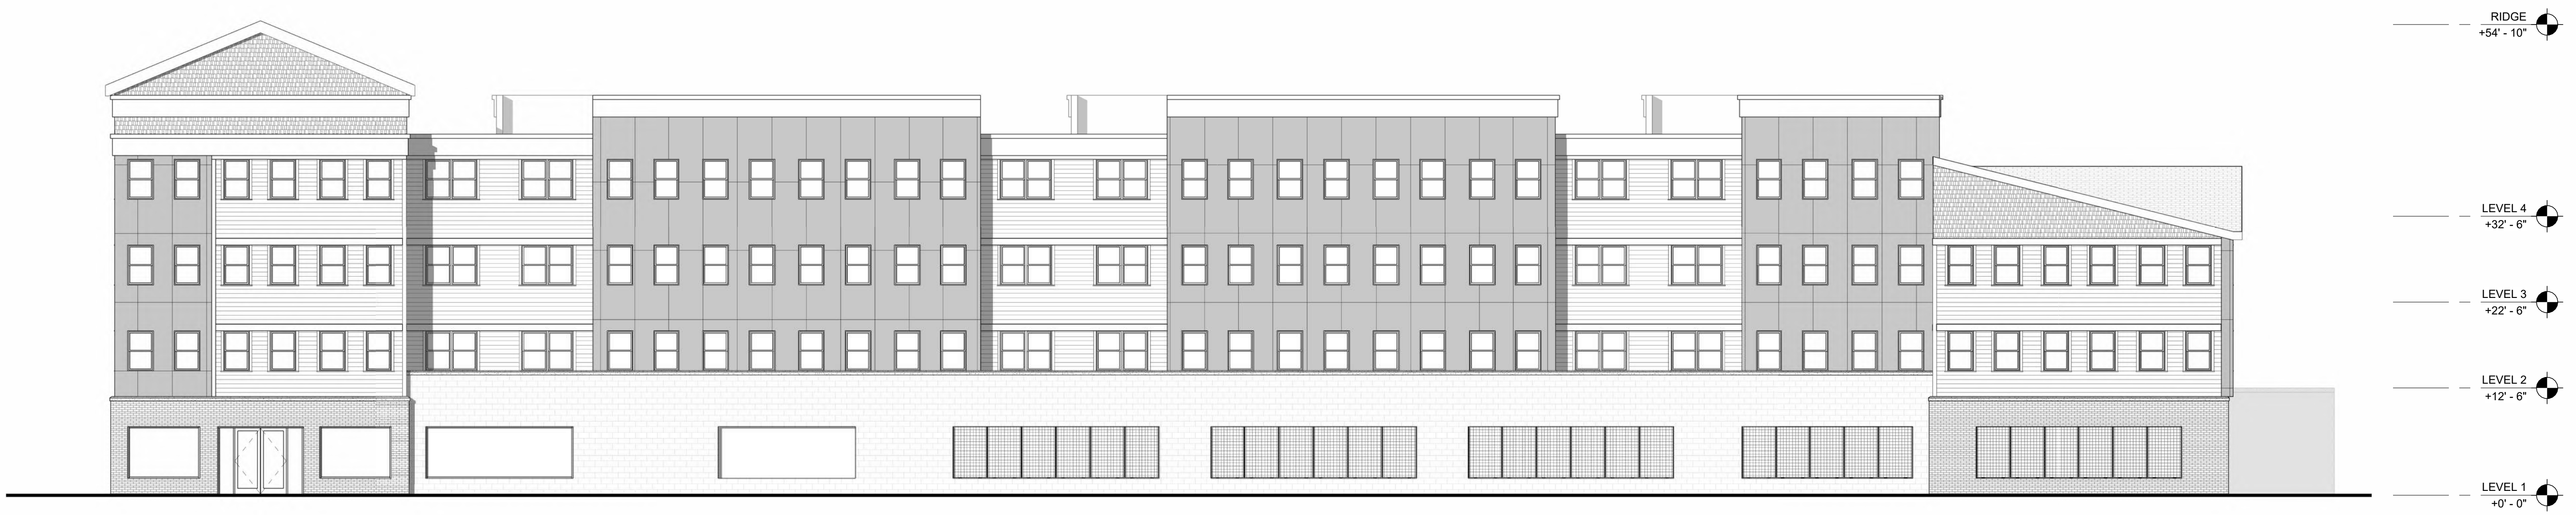 RIDGE
+54' - 10"
LEVEL 4
+32' - 6"
LEVEL 3
+22' - 6"
LEVEL 2
+12' - 6"
LEVEL 1
+0' - 0"